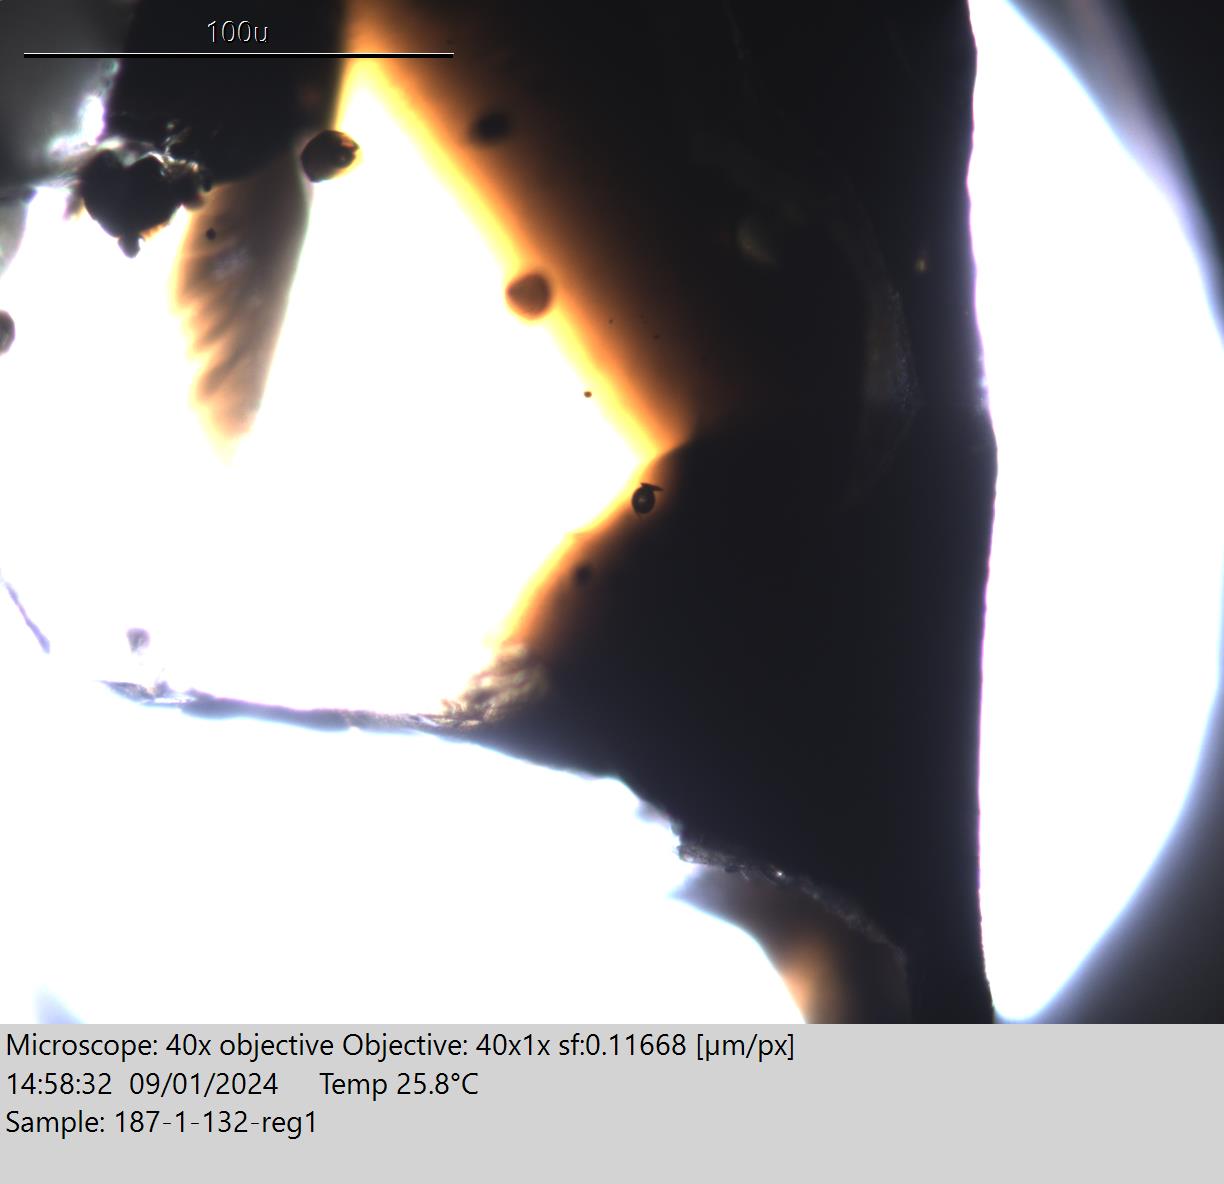 100u
Microscope: 40x objective Objective: 40x1x sf:0.11668 [µm/px]
14:58:32 09/01/2024 Temp 25.8°C
Sample: 187-1-132-reg1